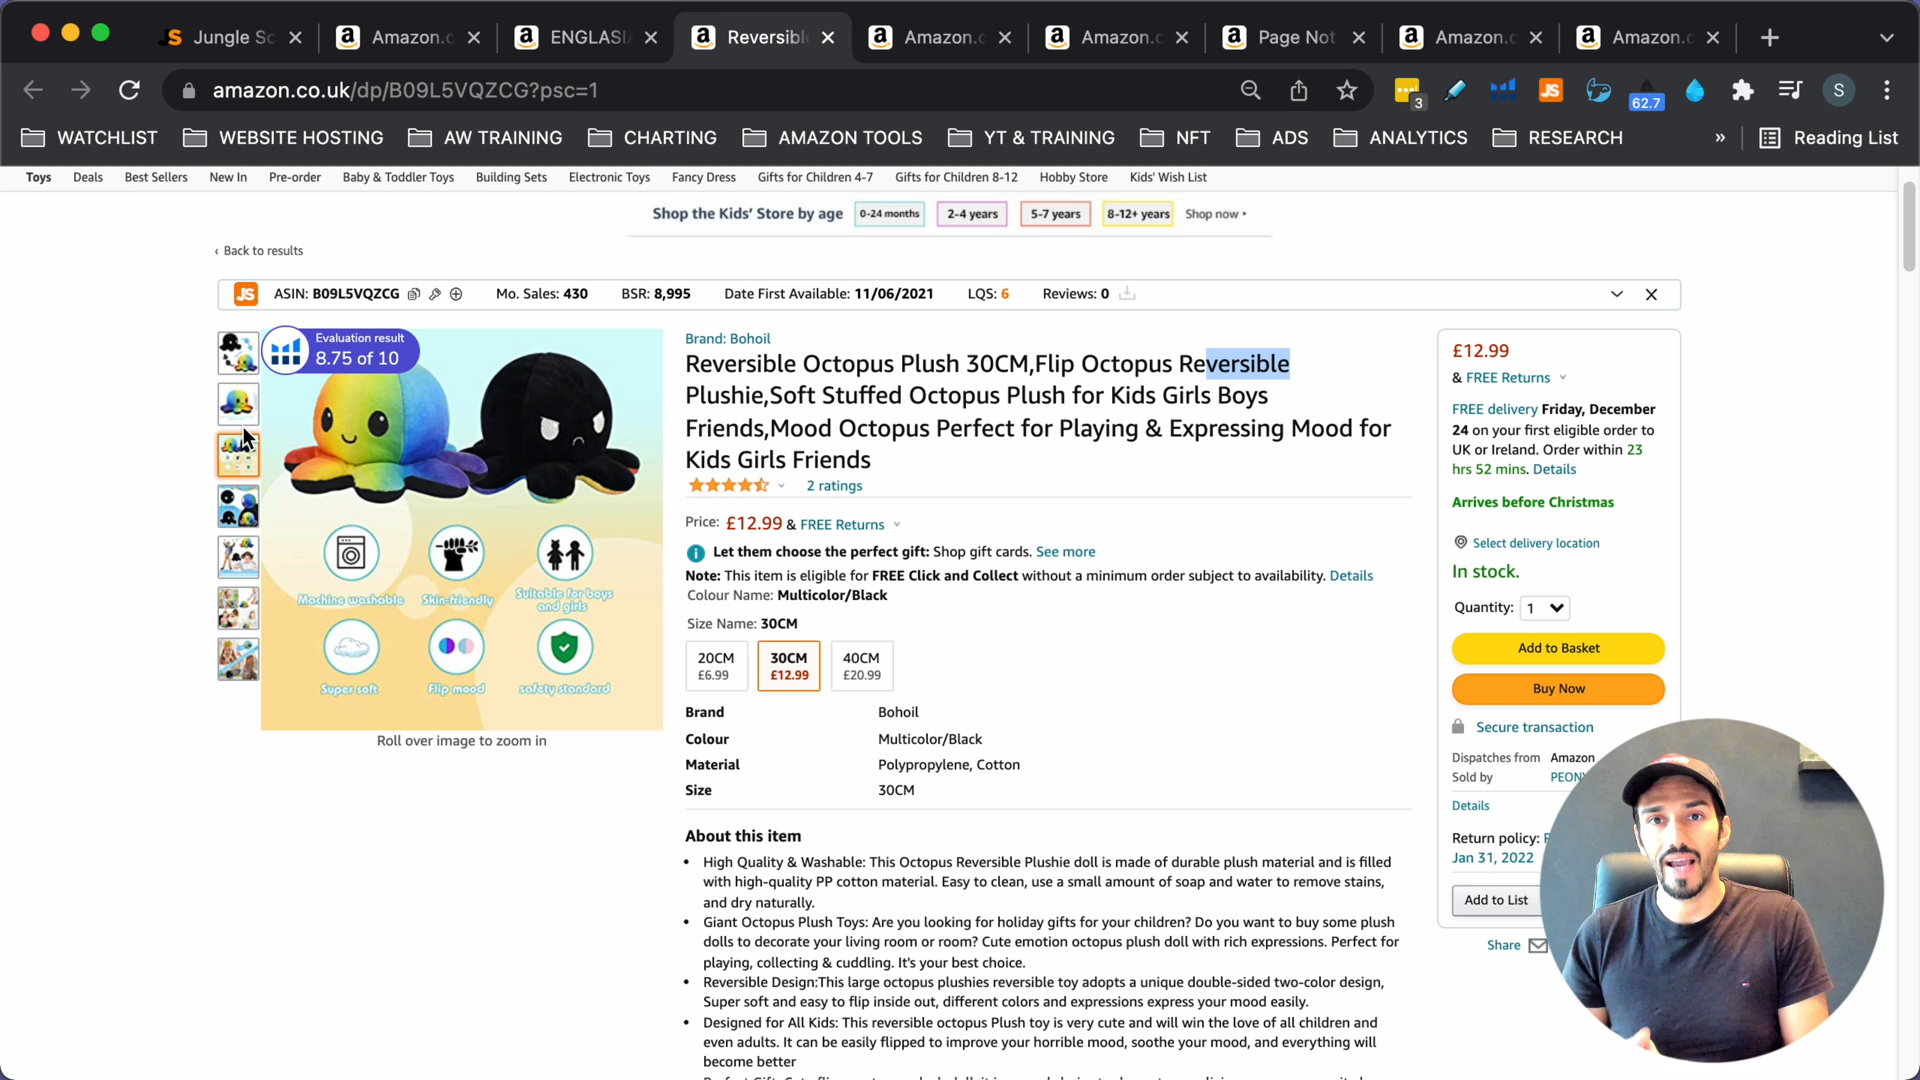 Jungle Sc
Amazon.c
ENGLASI
Reversibl
Amazon.c
Amazon.c
Page Not
Amazon.c
Amazon.c
amazon.co.uk/dp/B09L5VQZCG?psc=1
3
JS
62.7
S
WATCHLIST
WEBSITE HOSTING
AW TRAINING
CHARTING
AMAZON TOOLS
YT & TRAINING
NFT
ADS
ANALYTICS
RESEARCH
»
Reading List
Toys Deals Best Sellers New In Pre-order Baby & Toddler Toys Building Sets Electronic Toys Fancy Dress Gifts for Children 4-7 Gifts for Children 8-12 Hobby Store Kids' Wish List
Shop the Kids' Store by age 0-24 months 2-4 years 5-7 years 8-12+ years Shop now
‹ Back to results
JS ASIN: B09L5VQZCG Mo. Sales: 430 BSR: 8,995 Date First Available: 11/06/2021 LQS: 6 Reviews: 0
Evaluation result
8.75 of 10
Machine washable
Skin-friendly
Suitable for boys
and girls
Super soft
Flip mood
safety standard
Roll over image to zoom in
Brand: Bohoil
Reversible Octopus Plush 30CM,Flip Octopus Reversible
Plushie,Soft Stuffed Octopus Plush for Kids Girls Boys
Friends,Mood Octopus Perfect for Playing & Expressing Mood for
Kids Girls Friends
2 ratings
Price: £12.99 & FREE Returns
Let them choose the perfect gift: Shop gift cards. See more
Note: This item is eligible for FREE Click and Collect without a minimum order subject to availability. Details
Colour Name: Multicolor/Black
Size Name: 30CM
20CM
£6.99
30CM
£12.99
40CM
£20.99
Brand Bohoil
Colour Multicolor/Black
Material Polypropylene, Cotton
Size 30CM
About this item
• High Quality & Washable: This Octopus Reversible Plushie doll is made of durable plush material and is filled
with high-quality PP cotton material. Easy to clean, use a small amount of soap and water to remove stains,
and dry naturally.
• Giant Octopus Plush Toys: Are you looking for holiday gifts for your children? Do you want to buy some plush
dolls to decorate your living room or room? Cute emotion octopus plush doll with rich expressions. Perfect for
playing, collecting & cuddling. It's your best choice.
• Reversible Design:This large octopus plushies reversible toy adopts a unique double-sided two-color design,
Super soft and easy to flip inside out, different colors and expressions express your mood easily.
• Designed for All Kids: This reversible octopus Plush toy is very cute and will win the love of all children and
even adults. It can be easily flipped to improve your horrible mood, soothe your mood, and everything will
become better
£12.99
& FREE Returns
FREE delivery Friday, December
24 on your first eligible order to
UK or Ireland. Order within 23
hrs 52 mins. Details
Arrives before Christmas
Select delivery location
In stock.
Quantity: 1
Add to Basket
Buy Now
Secure transaction
Dispatches from Amazon
Sold by PEON
Details
Return policy:
Jan 31, 2022
Add to List
Share